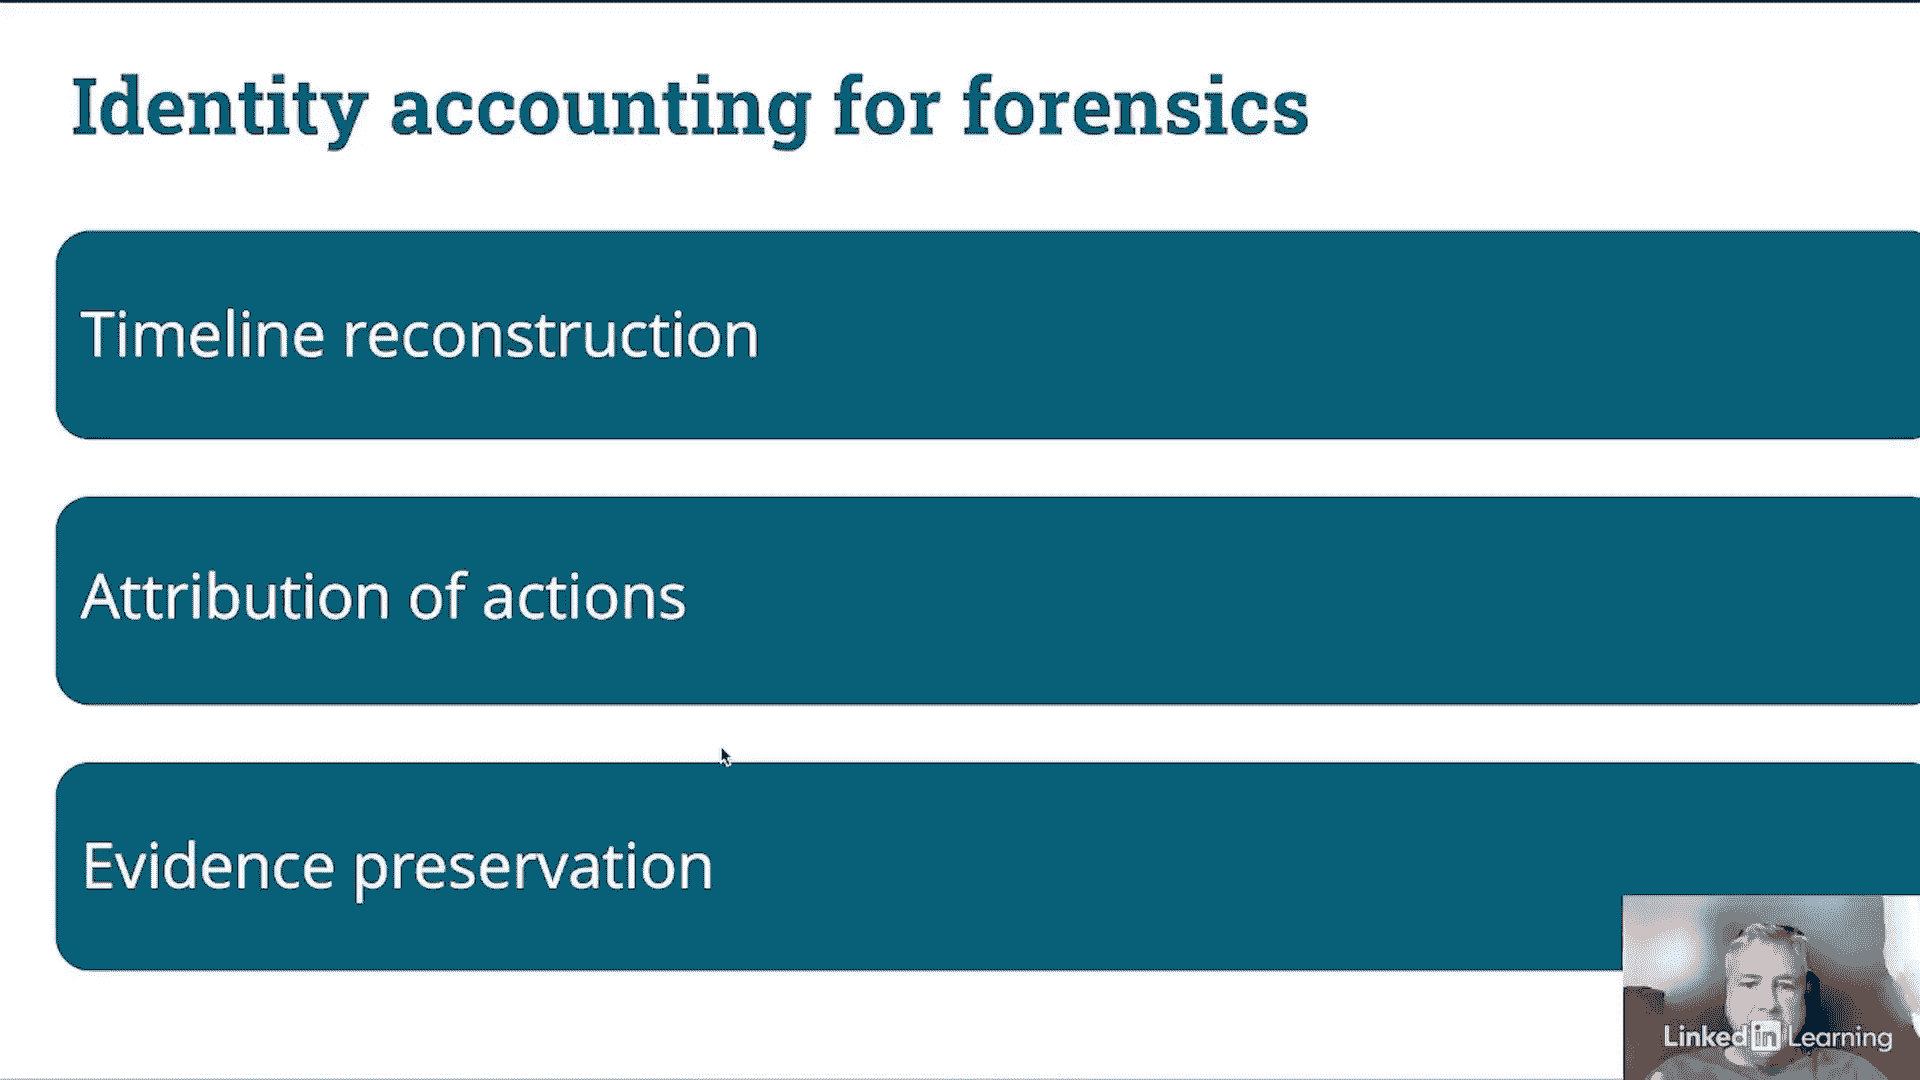 Identity accounting for forensics
Timeline reconstruction
Attribution of actions
Evidence preservation
LinkedIn Learning